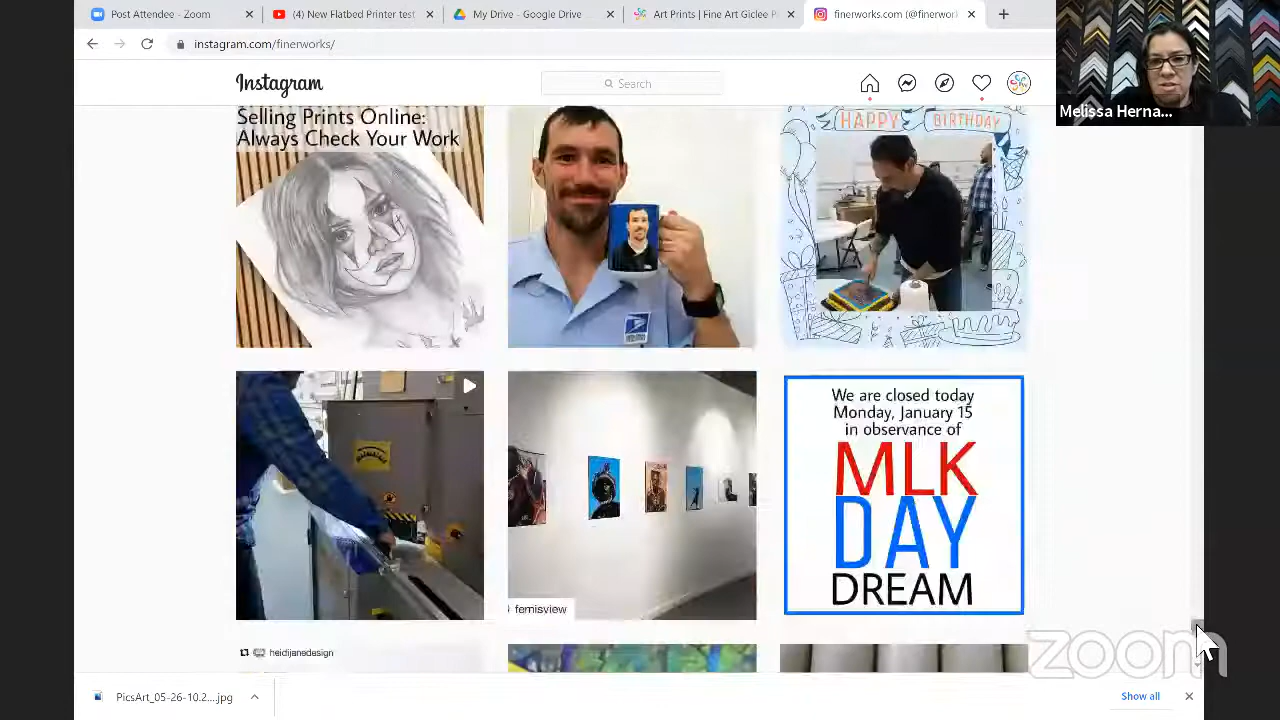 Post Attendee - Zoom
(4) New Flatbed Printer test
My Drive - Google Drive
Art Prints | Fine Art Giclee P
finerworks.com (@finerwor
instagram.com/finerworks/
Melissa Herna...
Instagram
Search
Selling Prints Online:
Always Check Your Work
HAPPY BIRTHDAY
femisview
We are closed today
Monday, January 15
in observance of
MLK
DAY
DREAM
heidijanedesign
zoom
PicsArt_05-26-10.2....jpg
Show all